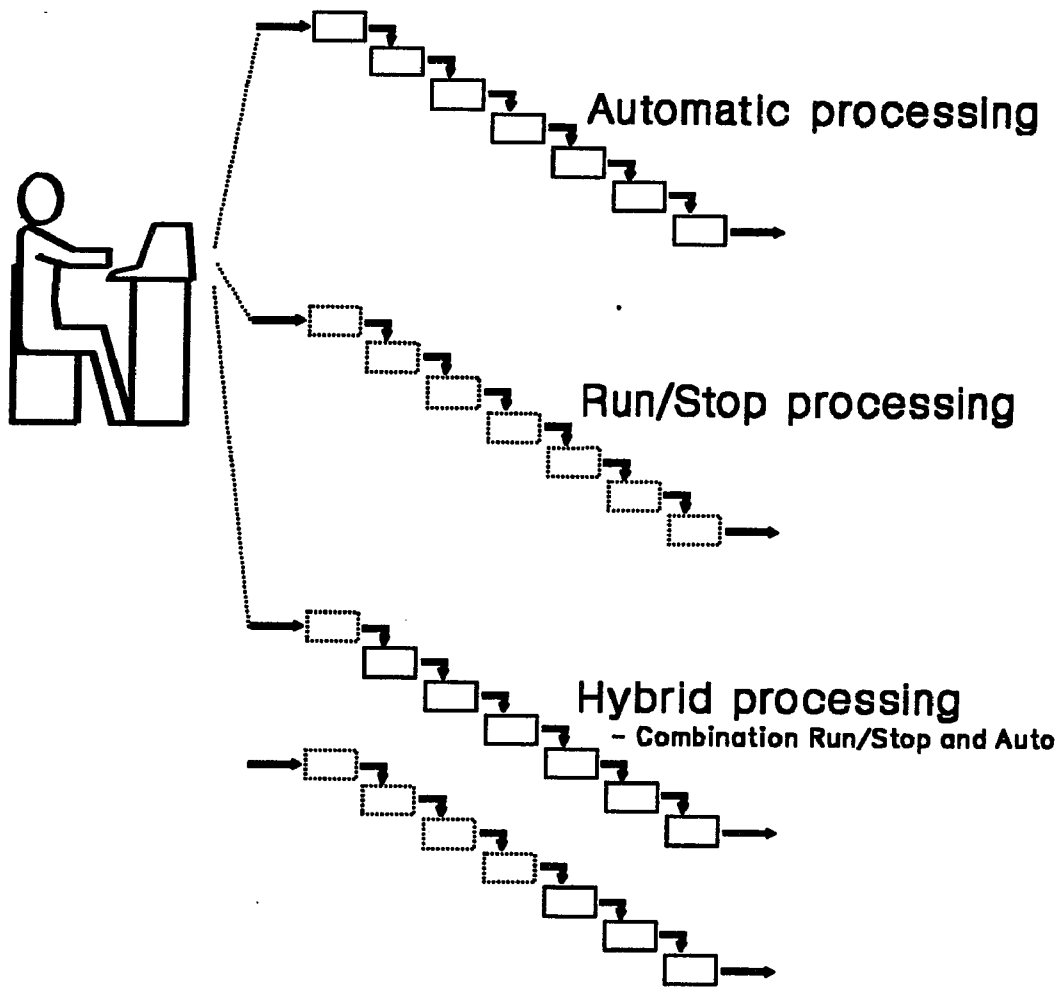 Automatic processing
Run/Stop processing
Hybrid processing
- Combination Run/Stop and Auto